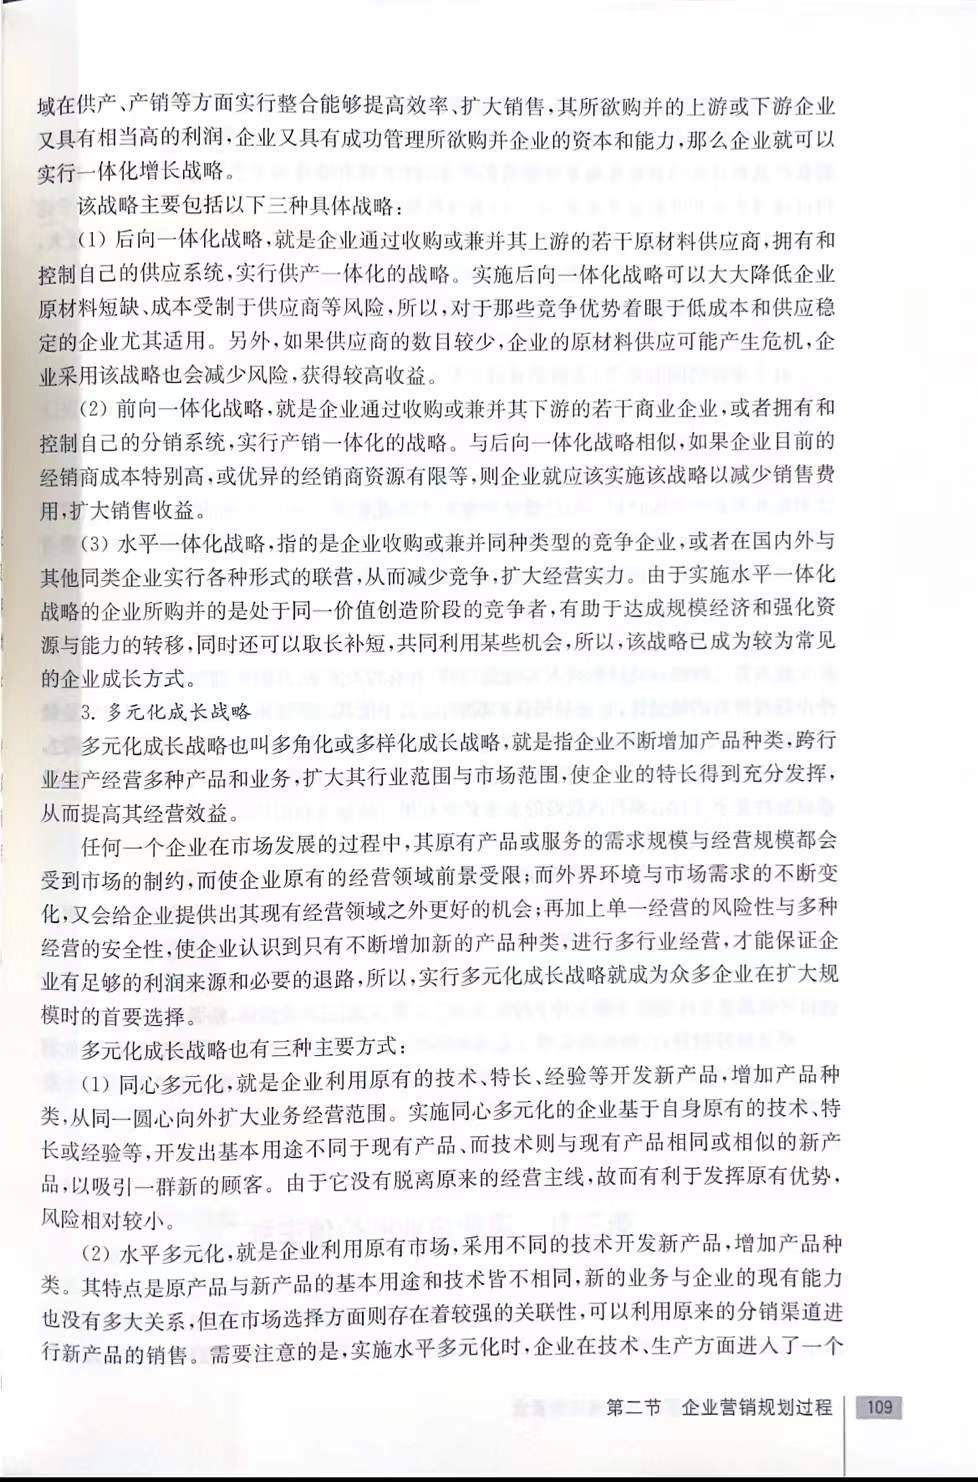 域在供产、产销等方面实行整合能够提高效率、扩大销售，其所欲购并的上游或下游企业
又具有相当高的利润，企业又具有成功管理所欲购并企业的资本和能力，那么企业就可以
实行一体化增长战略。
该战略主要包括以下三种具体战略：
（1）后向一体化战略，就是企业通过收购或兼并其上游的若干原材料供应商，拥有和
控制自己的供应系统，实行供产一体化的战略。实施后向一体化战略可以大大降低企业
原材料短缺、成本受制于供应商等风险，所以，对于那些竞争优势着眼于低成本和供应稳
定的企业尤其适用。另外，如果供应商的数目较少，企业的原材料供应可能产生危机，企
业采用该战略也会减少风险，获得较高收益。
（2）前向一体化战略，就是企业通过收购或兼并其下游的若干商业企业，或者拥有和
控制自己的分销系统，实行产销一体化的战略。与后向一体化战略相似，如果企业目前的
经销商成本特别高，或优异的经销商资源有限等，则企业就应该实施该战略以减少销售费
用，扩大销售收益。
（3）水平一体化战略，指的是企业收购或兼并同种类型的竞争企业，或者在国内外与
其他同类企业实行各种形式的联营，从而减少竞争，扩大经营实力。由于实施水平一体化
战略的企业所购并的是处于同一价值创造阶段的竞争者，有助于达成规模经济和强化资
源与能力的转移，同时还可以取长补短，共同利用某些机会，所以，该战略已成为较为常见
的企业成长方式。
3. 多元化成长战略
多元化成长战略也叫多角化或多样化成长战略，就是指企业不断增加产品种类，跨行
业生产经营多种产品和业务，扩大其行业范围与市场范围，使企业的特长得到充分发挥，
从而提高其经营效益。
任何一个企业在市场发展的过程中，其原有产品或服务的需求规模与经营规模都会
受到市场的制约，而使企业原有的经营领域前景受限；而外界环境与市场需求的不断变
化，又会给企业提供出其现有经营领域之外更好的机会；再加上单一经营的风险性与多种
经营的安全性，使企业认识到只有不断增加新的产品种类，进行多行业经营，才能保证企
业有足够的利润来源和必要的退路，所以，实行多元化成长战略就成为众多企业在扩大规
模时的首要选择。
多元化成长战略也有三种主要方式：
（1）同心多元化，就是企业利用原有的技术、特长、经验等开发新产品，增加产品种
类，从同一圆心向外扩大业务经营范围。实施同心多元化的企业基于自身原有的技术、特
长或经验等，开发出基本用途不同于现有产品、而技术则与现有产品相同或相似的新产
品，以吸引一群新的顾客。由于它没有脱离原来的经营主线，故而有利于发挥原有优势，
风险相对较小。
（2）水平多元化，就是企业利用原有市场，采用不同的技术开发新产品，增加产品种
类。其特点是原产品与新产品的基本用途和技术皆不相同，新的业务与企业的现有能力
也没有多大关系，但在市场选择方面则存在着较强的关联性，可以利用原来的分销渠道进
行新产品的销售。需要注意的是，实施水平多元化时，企业在技术、生产方面进入了一个
第二节 企业营销规划过程 109